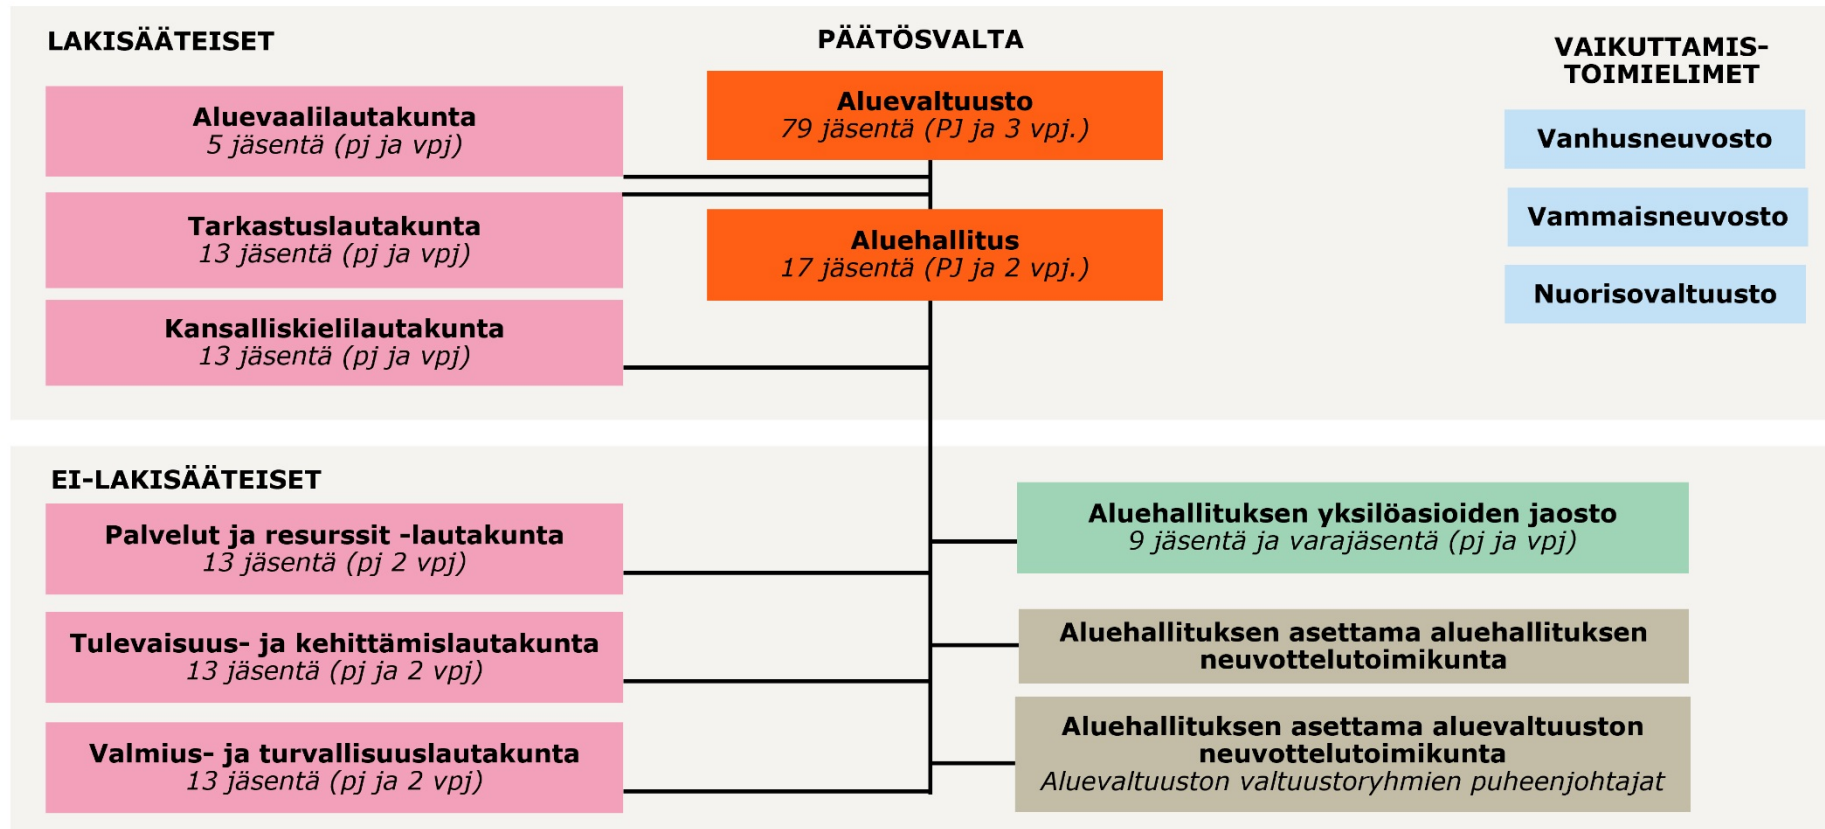 LAKISÄÄTEISET
Aluevaalilautakunta
5 jäsentä (pj ja vpj)
Tarkastuslautakunta
13 jäsentä (pj ja vpj)
Kansalliskielilautakunta
13 jäsentä (pj ja vpj)
PÄÄTÖSVALTA
Aluevaltuusto
79 jäsentä (PJ ja 3 vpj.)
Aluehallitus
17 jäsentä (PJ ja 2 vpj.)
VAIKUTTAMIS-
TOIMIELIMET
Vanhusneuvosto
Vammaisneuvosto
Nuorisovaltuusto
EI-LAKISÄÄTEISET
Palvelut ja resurssit -lautakunta
13 jäsentä (pj 2 vpj)
Tulevaisuus- ja kehittämislautakunta
13 jäsentä (pj ja 2 vpj)
Valmius- ja turvallisuuslautakunta
13 jäsentä (pj ja 2 vpj)
Aluehallituksen yksilöasioiden jaosto
9 jäsentä ja varajäsentä (pj ja vpj)
Aluehallituksen asettama aluehallituksen
neuvottelutoimikunta
Aluehallituksen asettama aluevaltuuston
neuvottelutoimikunta
Aluevaltuuston valtuustoryhmien puheenjohtajat